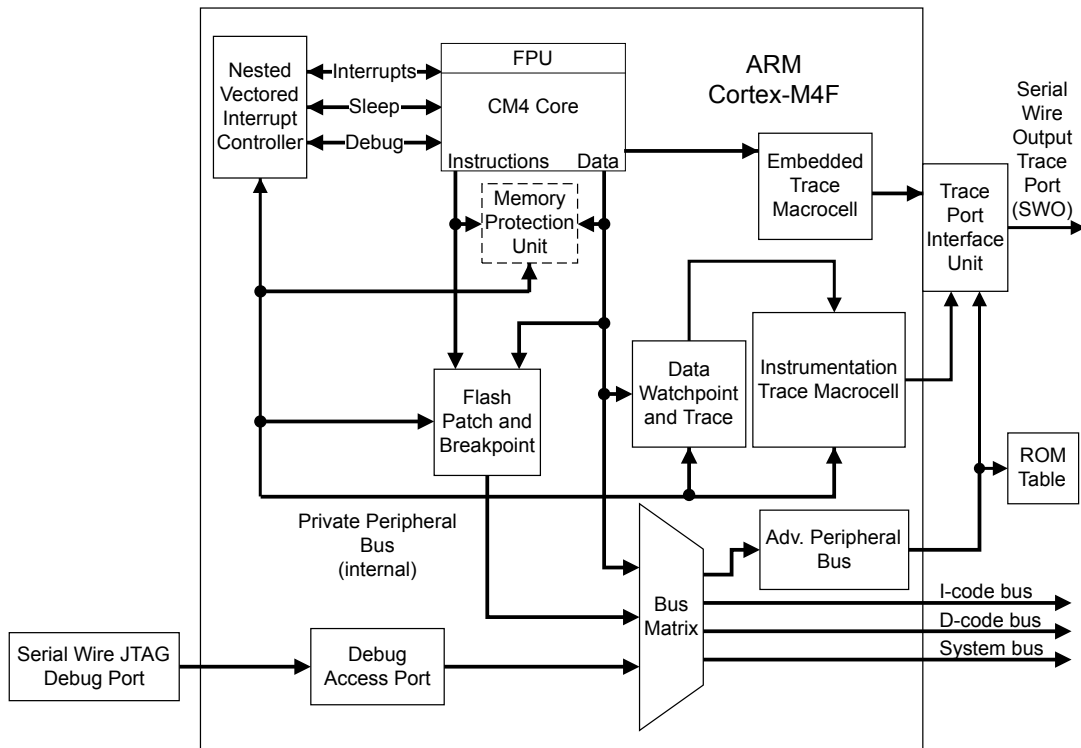 Nested
Vectored
Interrupt
Controller
Interrupts
Sleep
Debug
FPU
CM4 Core
Instructions
Data
ARM
Cortex-M4F
Memory
Protection
Unit
Embedded
Trace
Macrocell
Trace
Port
Interface
Unit
Serial
Wire
Output
Trace
Port
(SWO)
Flash
Patch and
Breakpoint
Data
Watchpoint
and Trace
Instrumentation
Trace Macrocell
ROM
Table
Private Peripheral
Bus
(internal)
Adv. Peripheral
Bus
Bus
Matrix
I-code bus
D-code bus
System bus
Serial Wire JTAG
Debug Port
Debug
Access Port